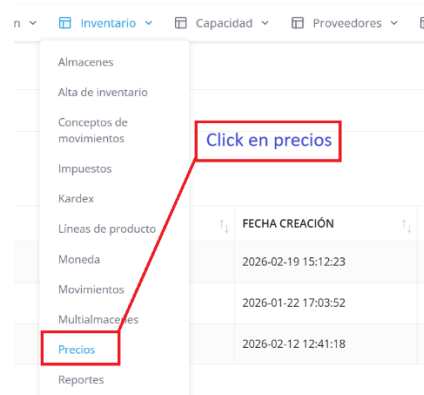 n Inventario Capacidad Proveedores
Almacenes
Alta de inventario
Conceptos de
movimientos
Click en precios
Impuestos
Kardex
Líneas de producto
FECHA CREACIÓN
Moneda
2026-02-19 15:12:23
Movimientos
2026-01-22 17:03:52
Multialmacenes
Precios
2026-02-12 12:41:18
Reportes